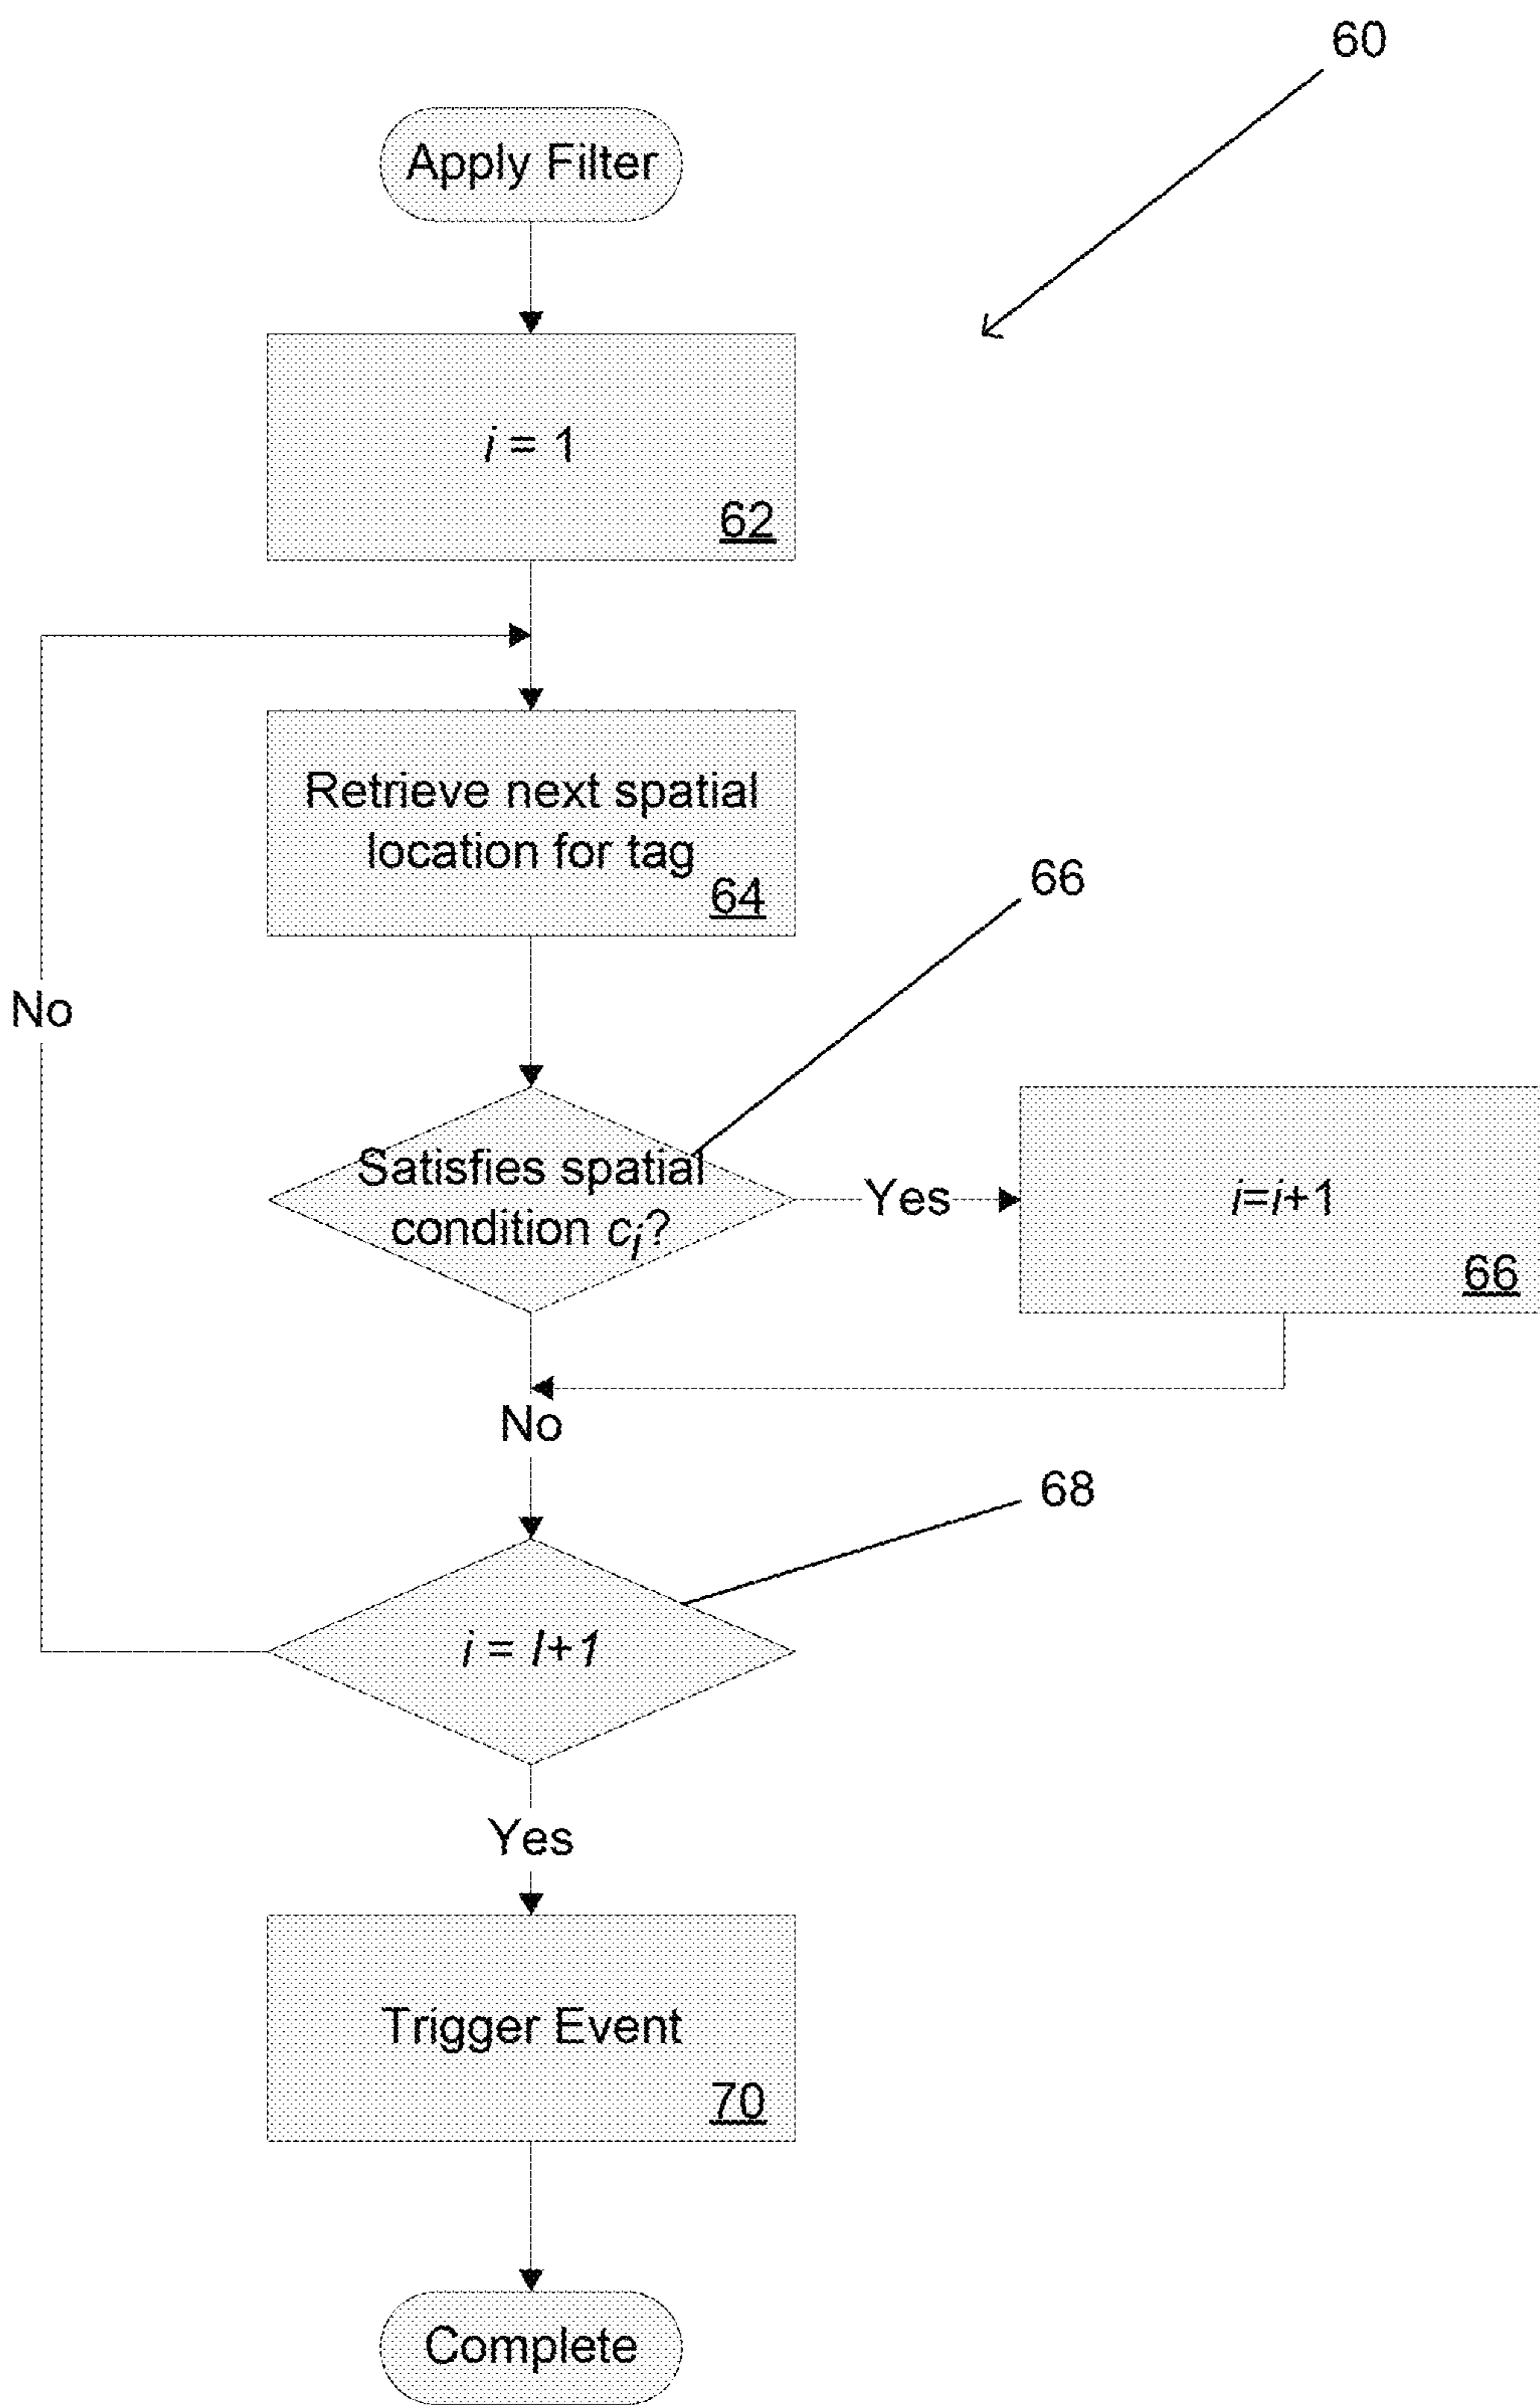 60
Apply Filter
i = 1
62
Retrieve next spatial
location for tag
64
66
No
Satisfies spatial
condition ci?
Yes
i=i+1
66
No
68
i = I+1
Yes
Trigger Event
70
Complete